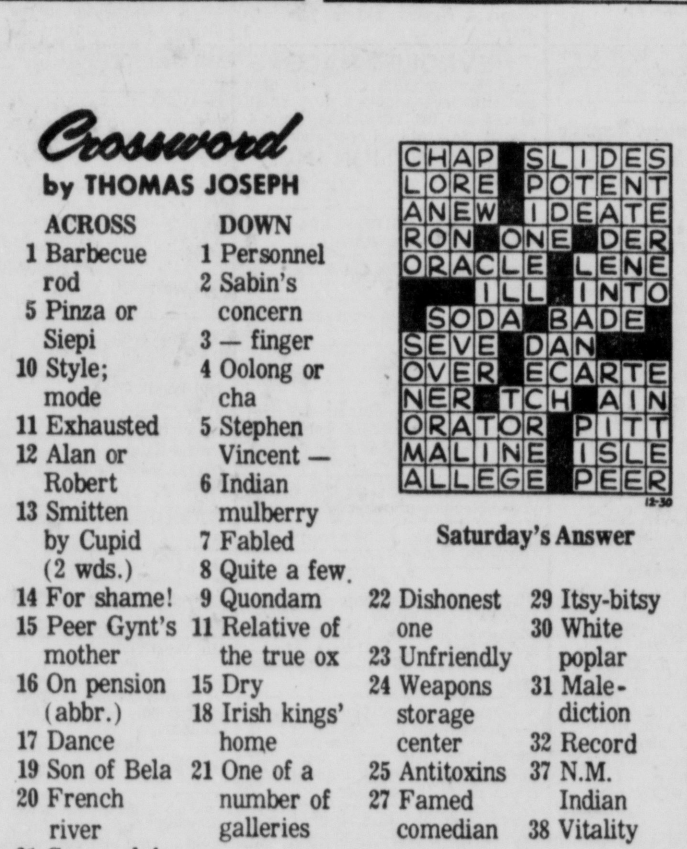 Crossword
by THOMAS JOSEPH
ACROSS
1 Barbecue
rod
5 Pinza or
Siepi
10 Style;
mode
11 Exhausted
12 Alan or
Robert
13 Smitten
by Cupid
(2 wds.)
14 For shame!
15 Peer Gynt's
mother
16 On pension
(abbr.)
17 Dance
19 Son of Bela
20 French
river
DOWN
1 Personnel
2 Sabin's
concern
3 — finger
4 Oolong or
cha
5 Stephen
Vincent —
6 Indian
mulberry
7 Fabled
8 Quite a few
9 Quondam
11 Relative of
the true ox
15 Dry
18 Irish kings'
home
21 One of a
number of
galleries
CHAP SLIDES
LORE POTENT
ANEW IDEATE
RON ONE DER
ORACLE LENE
ILL INTO
SODA BADE
SEVE DAN
OVER ECARTE
NER TCH AIN
ORATOR PITT
MALINE ISLE
ALLEGE PEER
12-30
Saturday's Answer
22 Dishonest
one
23 Unfriendly
24 Weapons
storage
center
25 Antitoxins
27 Famed
comedian
29 Itsy-bitsy
30 White
poplar
31 Male-
diction
32 Record
37 N.M.
Indian
38 Vitality